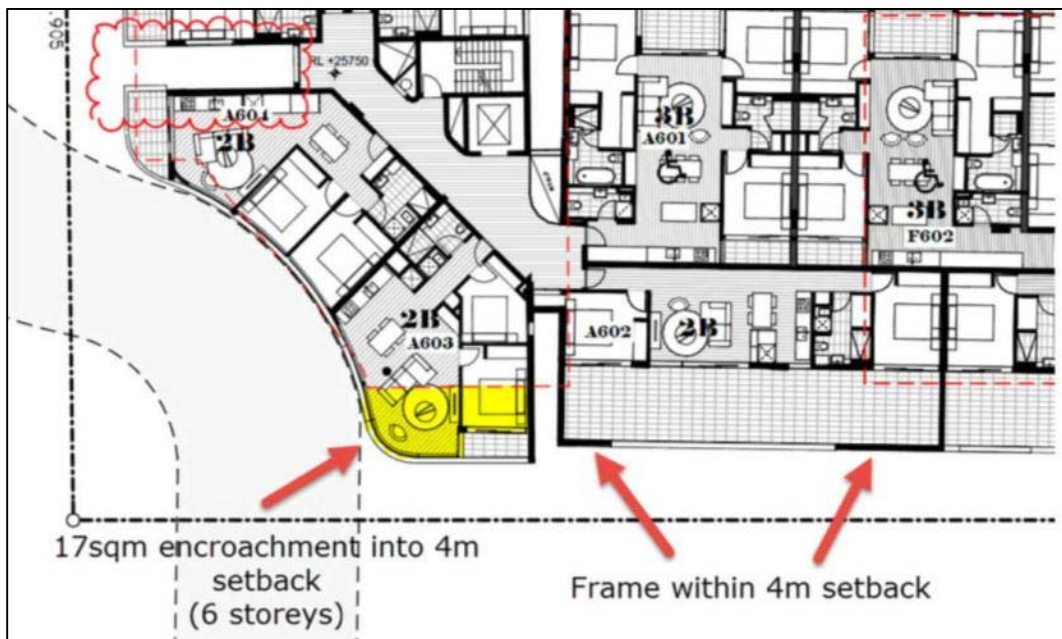 .905
RL +25750
A604
2B
3B
A601
3B
F602
2B
A603
A602
2B
17sqm encroachment into 4m
setback
(6 storeys)
Frame within 4m setback